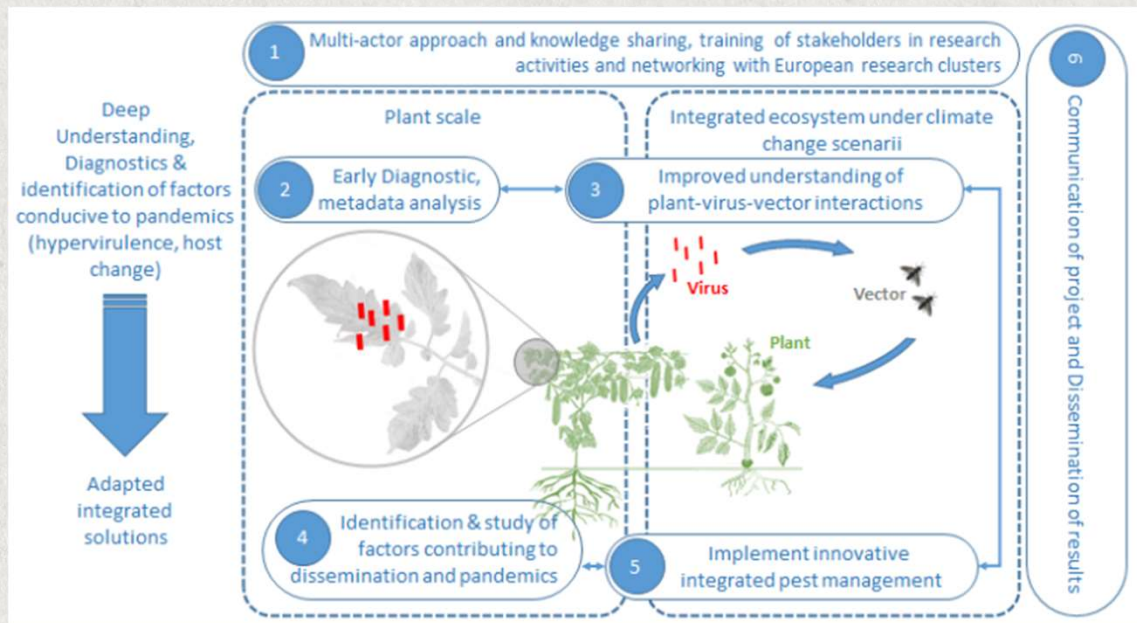 1
Multi-actor approach and knowledge sharing, training of stakeholders in research
activities and networking with European research clusters
Deep
Understanding,
Diagnostics &
identification of factors
conducive to pandemics
(hypervirulence, host
change)
Adapted
integrated
solutions
Plant scale
2
Early Diagnostic,
metadata analysis
Integrated ecosystem under climate
change scenarii
3
Improved understanding of
plant-virus-vector interactions
Virus
Vector
Plant
4
Identification & study of
factors contributing to
dissemination and pandemics
5
Implement innovative
integrated pest management
6
Communication of project and Dissemination of results